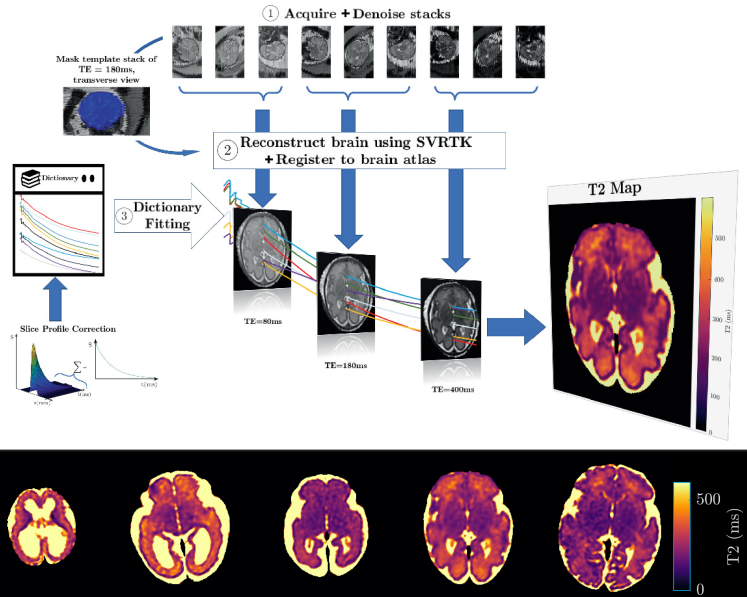 1 Acquire + Denoise stacks
Mask template stack of
TE = 180ms,
transverse view
2 Reconstruct brain using SVRTK
+ Register to brain atlas
Dictionary
3 Dictionary
Fitting
T2 Map
500
400
300
200
100
0
T2 (ms)
TE=80ms
TE=180ms
TE=400ms
Slice Profile Correction
S
S
∑ -
t(ms)
t(ms)
500
0
T2 (ms)